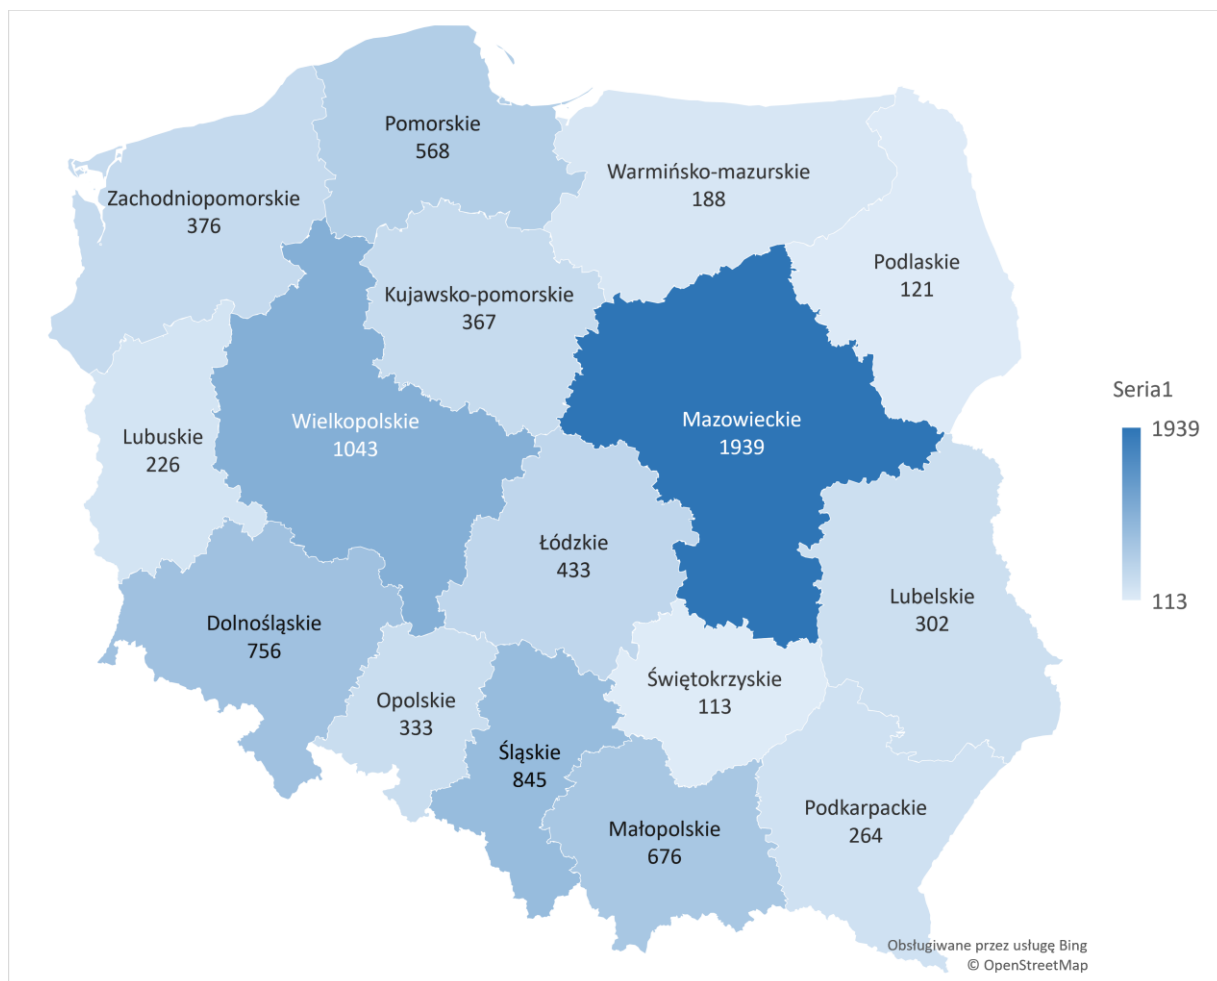 Pomorskie
568
Warmińsko-mazurskie
188
Zachodniopomorskie
376
Podlaskie
121
Kujawsko-pomorskie
367
Seria1
1939
113
Wielkopolskie
1043
Mazowieckie
1939
Lubuskie
226
Łódzkie
433
Lubelskie
302
Dolnośląskie
756
Świętokrzyskie
113
Opolskie
333
Śląskie
845
Podkarpackie
264
Małopolskie
676
Obsługiwane przez usługę Bing
© OpenStreetMap